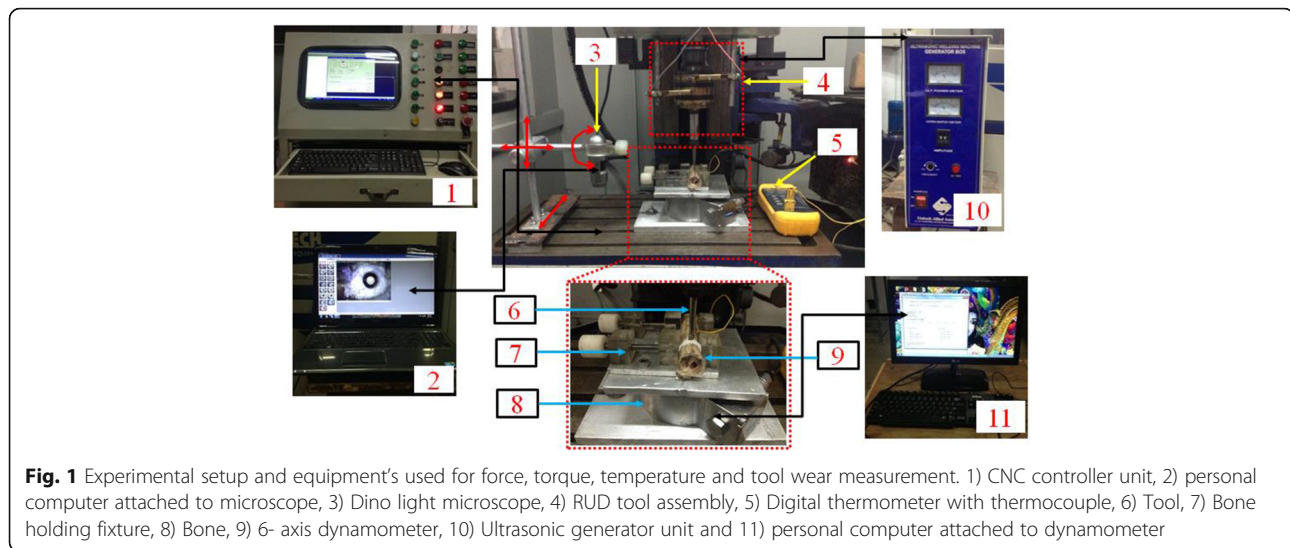 1
2
3
4
5
6
7
8
9
10
11
ECH
ULTRASONIC WELDING MACHINE
GENERATOR BOX
Fig. 1 Experimental setup and equipment's used for force, torque, temperature and tool wear measurement. 1) CNC controller unit, 2) personal
computer attached to microscope, 3) Dino light microscope, 4) RUD tool assembly, 5) Digital thermometer with thermocouple, 6) Tool, 7) Bone
holding fixture, 8) Bone, 9) 6- axis dynamometer, 10) Ultrasonic generator unit and 11) personal computer attached to dynamometer